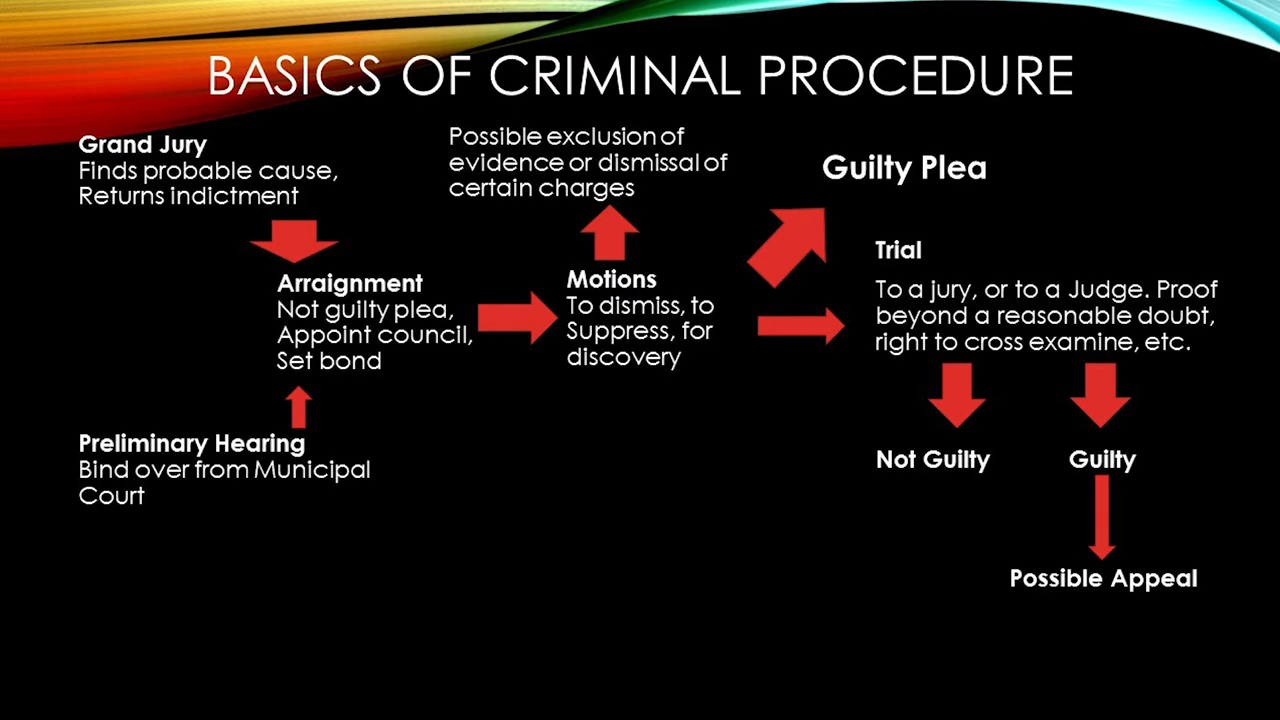 BASICS OF CRIMINAL PROCEDURE
Grand Jury
Finds probable cause,
Returns indictment
Possible exclusion of
evidence or dismissal of
certain charges
Guilty Plea
Arraignment
Not guilty plea,
Appoint council,
Set bond
Motions
To dismiss, to
Suppress, for
discovery
Trial
To a jury, or to a Judge. Proof
beyond a reasonable doubt,
right to cross examine, etc.
Preliminary Hearing
Bind over from Municipal
Court
Not Guilty
Guilty
Possible Appeal